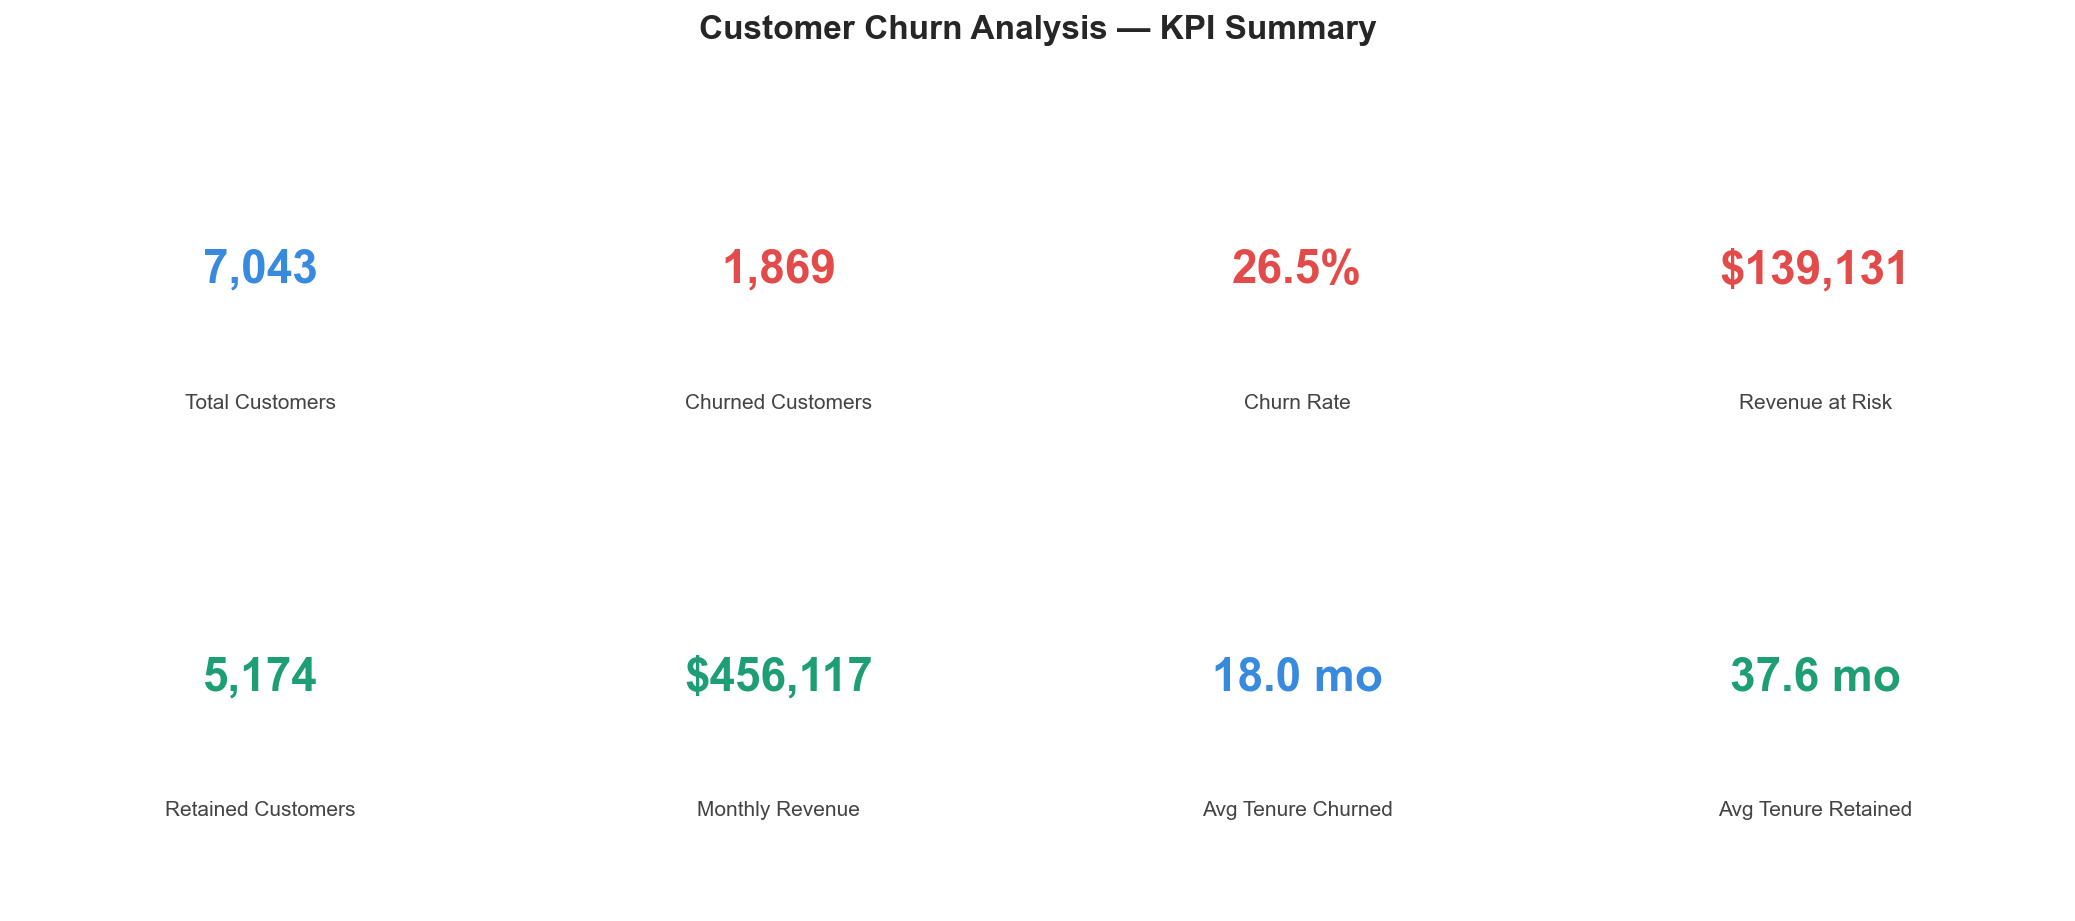 Customer Churn Analysis — KPI Summary
7,043
1,869
26.5%
$139,131
Total Customers
Churned Customers
Churn Rate
Revenue at Risk
5,174
$456,117
18.0 mo
37.6 mo
Retained Customers
Monthly Revenue
Avg Tenure Churned
Avg Tenure Retained